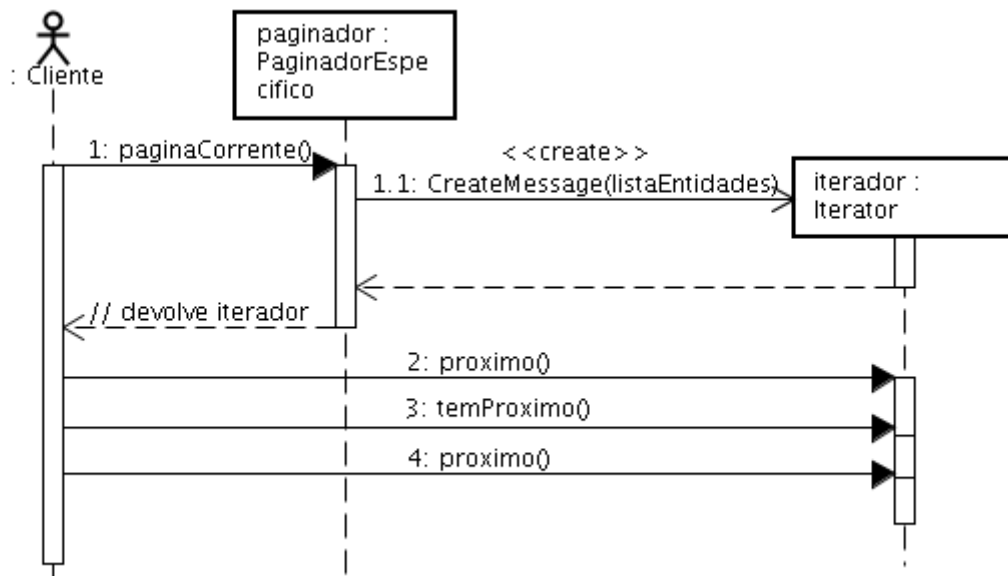 paginador :
PaginadorEspe
cifico
: Cliente
1: paginaCorrente()
<<create>>
1.1: CreateMessage(listaEntidades)
iterador :
Iterator
// devolve iterador
2: proximo()
3: temProximo()
4: proximo()